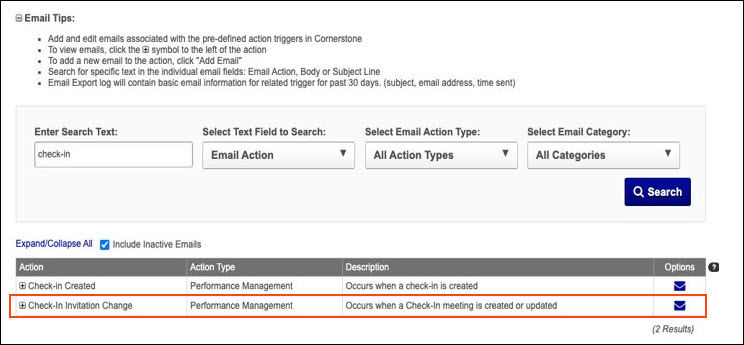 Email Tips:
Add and edit emails associated with the pre-defined action triggers in Cornerstone
To view emails, click the ⊞ symbol to the left of the action
To add a new email to the action, click "Add Email"
Search for specific text in the individual email fields: Email Action, Body or Subject Line
Email Export log will contain basic email information for related trigger for past 30 days. (subject, email address, time sent)
Enter Search Text: Select Text Field to Search: Select Email Action Type: Select Email Category:
check-in Email Action All Action Types All Categories
Search
Expand/Collapse All Include Inactive Emails
Action Action Type Description Options ?
Check-in Created Performance Management Occurs when a check-in is created
Check-In Invitation Change Performance Management Occurs when a Check-In meeting is created or updated
(2 Results)